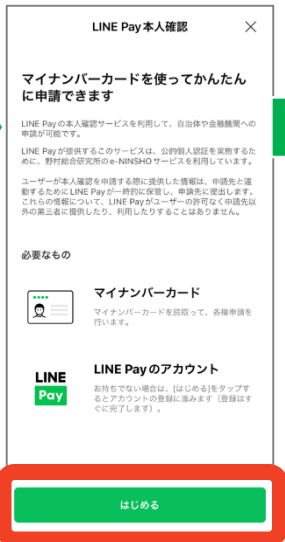 LINE Pay本人確認
マイナンバーカードを使ってかんたん
に申請できます
LINE Payの本人確認サービスを利用して、自治体や金融機関への
申請が可能です。
LINE Payが提供するこのサービスは、公的個人認証を実施するた
めに、野村総合研究所のe-NINSHOサービスを利用しています。
ユーザーが本人確認を申請する際に提供した情報は、申請先と連
動するためにLINE Payが一時的に保管し、申請先に提出します。
これらの情報について、LINE Payがユーザーの許可なく申請先以
外の第三者に提供したり、利用したりすることはありません。
必要なもの
マイナンバーカード
マイナンバーカードを読取って、各種申請を
行います。
LINE Payのアカウント
LINE
Pay
お持ちでない場合は、[はじめる]をタップす
るとアカウントの登録に進みます（登録はす
ぐに完了します）。
はじめる